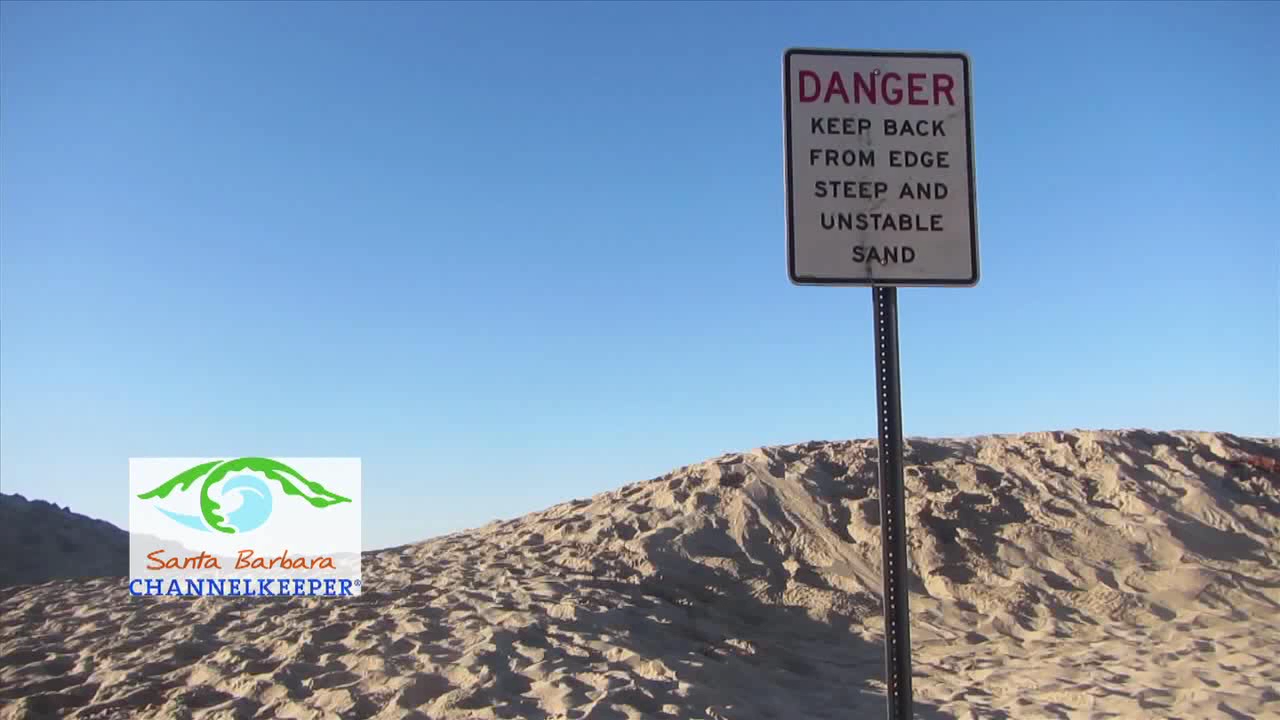 DANGER
KEEP BACK
FROM EDGE
STEEP AND
UNSTABLE
SAND
Santa Barbara
CHANNELKEEPER®